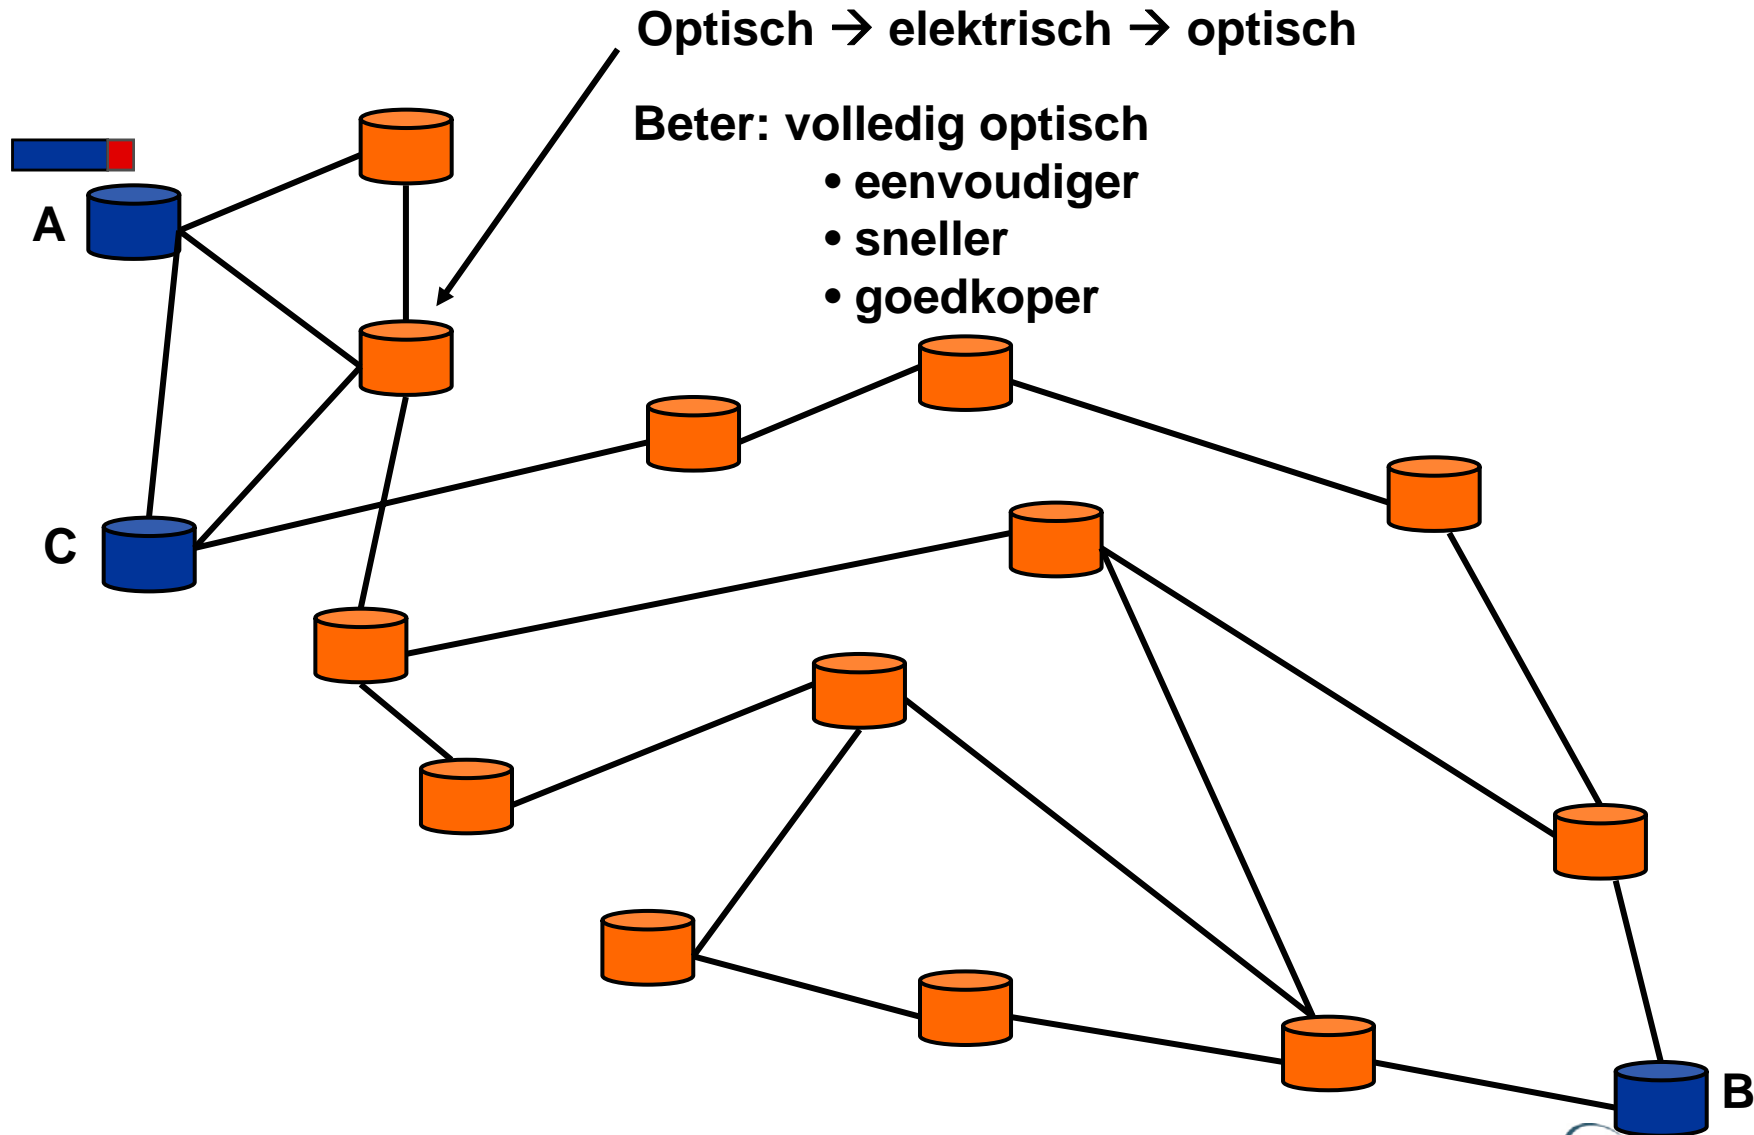 Optisch → elektrisch → optisch
Beter: volledig optisch
• eenvoudiger
• sneller
• goedkoper
A
C
B